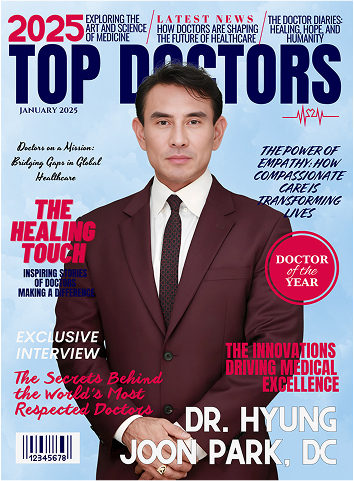 2025
EXPLORING THE
ART AND SCIENCE
OF MEDICINE
LATEST NEWS
HOW DOCTORS ARE SHAPING
THE FUTURE OF HEALTHCARE
THE DOCTOR DIARIES:
HEALING, HOPE, AND
HUMANITY
TOP DOCTORS
JANUARY 2025
Doctors on a Mission:
Bridging Gaps in Global
Healthcare
THE POWER OF
EMPATHY: HOW
COMPASSIONATE
CARE IS
TRANSFORMING
LIVES
THE
HEALING
TOUCH
INSPIRING STORIES
OF DOCTORS
MAKING A DIFFERENCE
DOCTOR
of the
YEAR
EXCLUSIVE
INTERVIEW
THE INNOVATIONS
DRIVING MEDICAL
EXCELLENCE
The Secrets Behind
the World's Most
Respected Doctors
DR. HYUNG
JOON PARK, DC
12345678